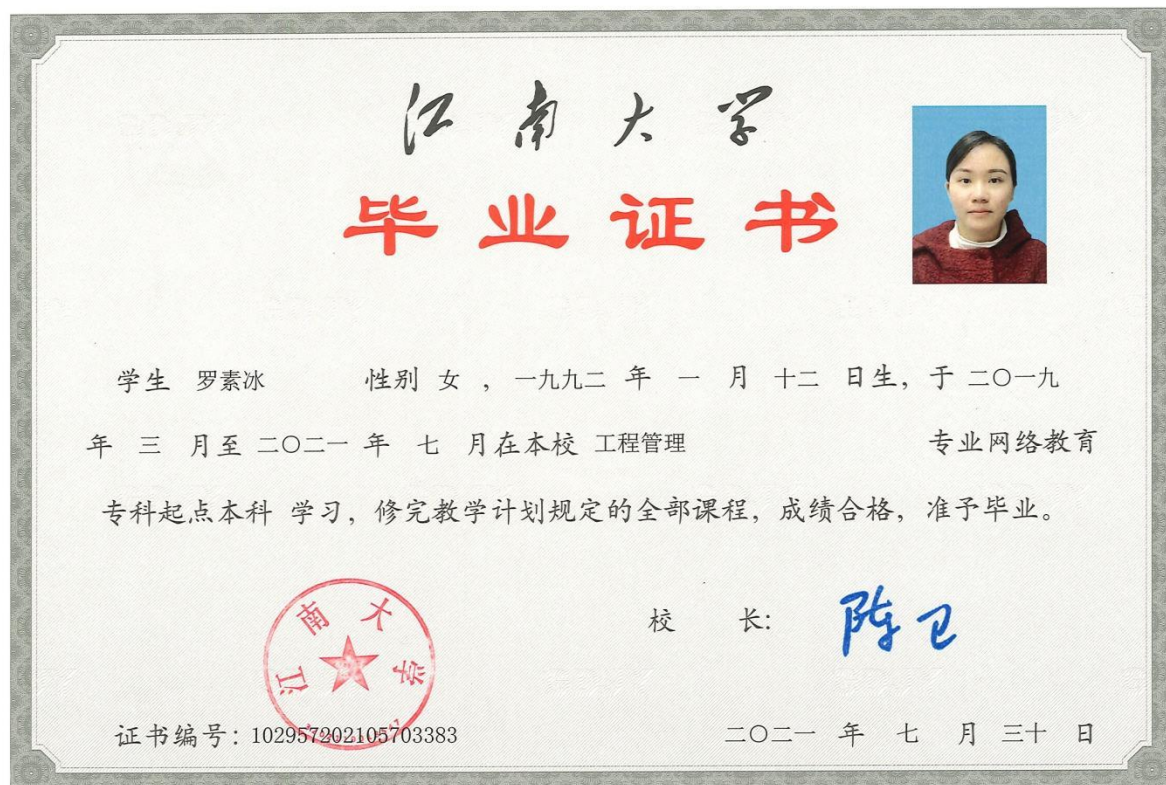 江南大学
毕业证书
学生 罗素冰 性别 女 ，一九九二 年 一 月 十二 日生，于 二〇一九
年 三 月至 二〇二一 年 七 月在本校 工程管理 专业网络教育
专科起点本科 学习，修完教学计划规定的全部课程，成绩合格，准予毕业。
江南大学
校 长： 陈卫
证书编号：102957202105703383
二〇二一 年 七 月 三十 日